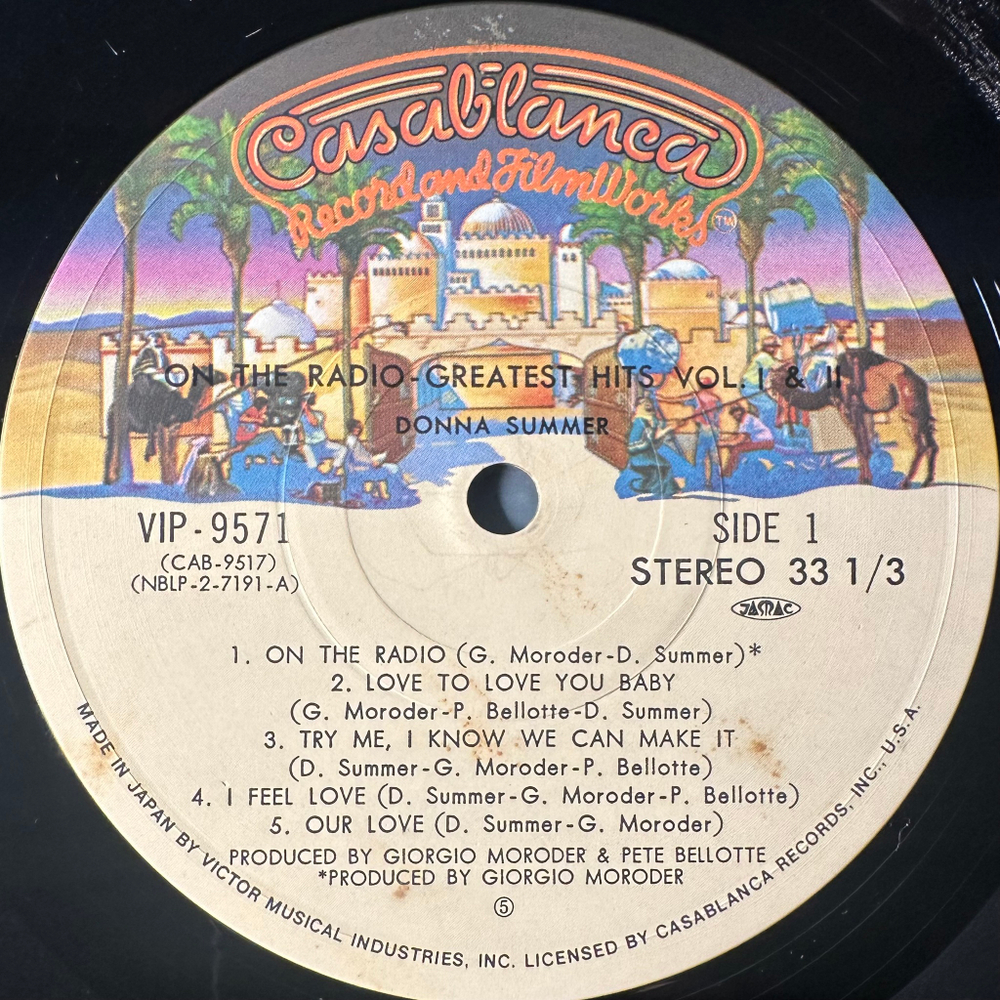 Casablanca
Record and FilmWorks
TM
ON THE RADIO-GREATEST HITS VOL. I & II
DONNA SUMMER
VIP-9571
(CAB-9517)
(NBLP-2-7191-A)
SIDE 1
STEREO 33 1/3
JASRAC
1. ON THE RADIO (G. Moroder-D. Summer)*
2. LOVE TO LOVE YOU BABY
(G. Moroder-P. Bellotte-D. Summer)
3. TRY ME, I KNOW WE CAN MAKE IT
(D. Summer-G. Moroder-P. Bellotte)
4. I FEEL LOVE (D. Summer-G. Moroder-P. Bellotte)
5. OUR LOVE (D. Summer-G. Moroder)
PRODUCED BY GIORGIO MORODER & PETE BELLOTTE
*PRODUCED BY GIORGIO MORODER
⑤
MADE IN JAPAN BY VICTOR MUSICAL INDUSTRIES, INC. LICENSED BY CASABLANCA RECORDS, INC., U.S.A.